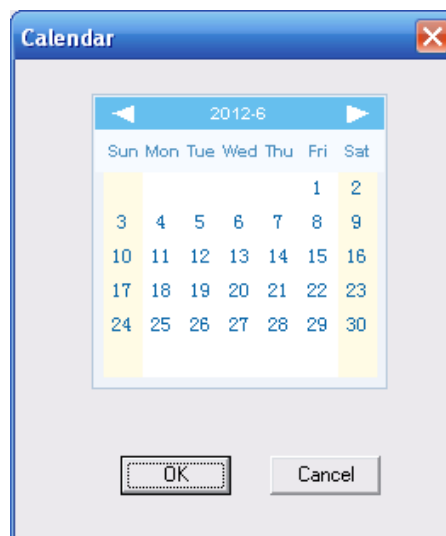 Calendar
2012-6
Sun Mon Tue Wed Thu Fri Sat
1 2
3 4 5 6 7 8 9
10 11 12 13 14 15 16
17 18 19 20 21 22 23
24 25 26 27 28 29 30
OK Cancel